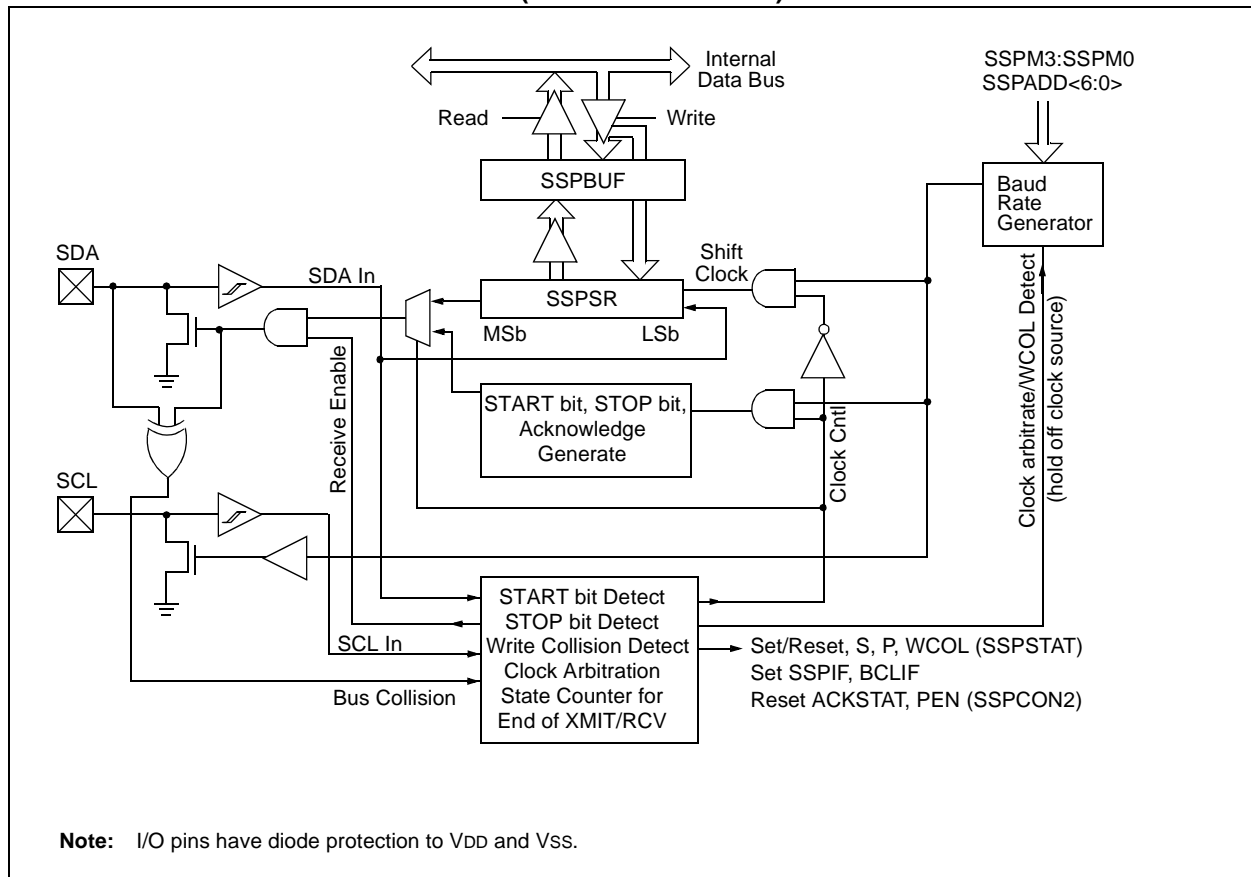 Internal
Data Bus
SSPM3:SSPM0
SSPADD<6:0>
Read
Write
SSPBUF
Baud
Rate
Generator
SDA
SDA In
Shift
Clock
SSPSR
MSb
LSb
START bit, STOP bit,
Acknowledge
Generate
Receive Enable
Clock Cntl
Clock arbitrate/WCOL Detect
(hold off clock source)
SCL
SCL In
Bus Collision
START bit Detect
STOP bit Detect
Write Collision Detect
Clock Arbitration
State Counter for
End of XMIT/RCV
Set/Reset, S, P, WCOL (SSPSTAT)
Set SSPIF, BCLIF
Reset ACKSTAT, PEN (SSPCON2)
Note: I/O pins have diode protection to VDD and VSS.